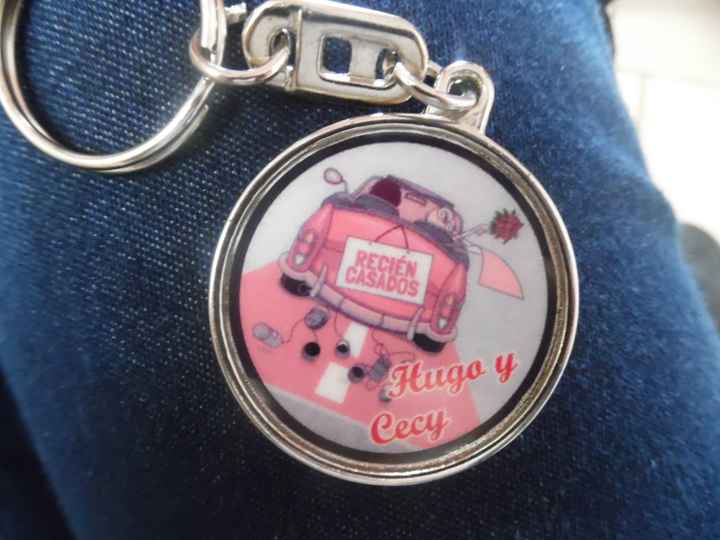 RECIÉN
CASADOS
Hugo y
Cecy